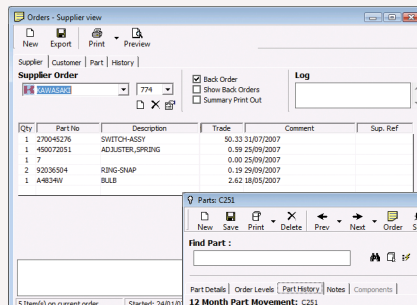 Orders - Supplier view
New Export Print Preview
Supplier Customer Part History
Supplier Order
KAWASAKI 774
Back Order
Show Back Orders
Summary Print Out
Log
Qty Part No Description Trade Comment Sup. Ref
1 270045276 SWITCH-ASSY 50.33 31/07/2007
1 450072051 ADJUSTER,SPRING 0.59 25/09/2007
1 7 0.00 25/09/2007
2 92036504 RING-SNAP 0.19 29/09/2007
1 A4834W BULB 2.62 18/05/2007
5 Item(s) on current order Started: 24/01/0
Parts: C251
New Save Print Delete Prev Next Order
Find Part :
Part Details Order Levels Part History Notes Components
12 Month Part Movement: C251